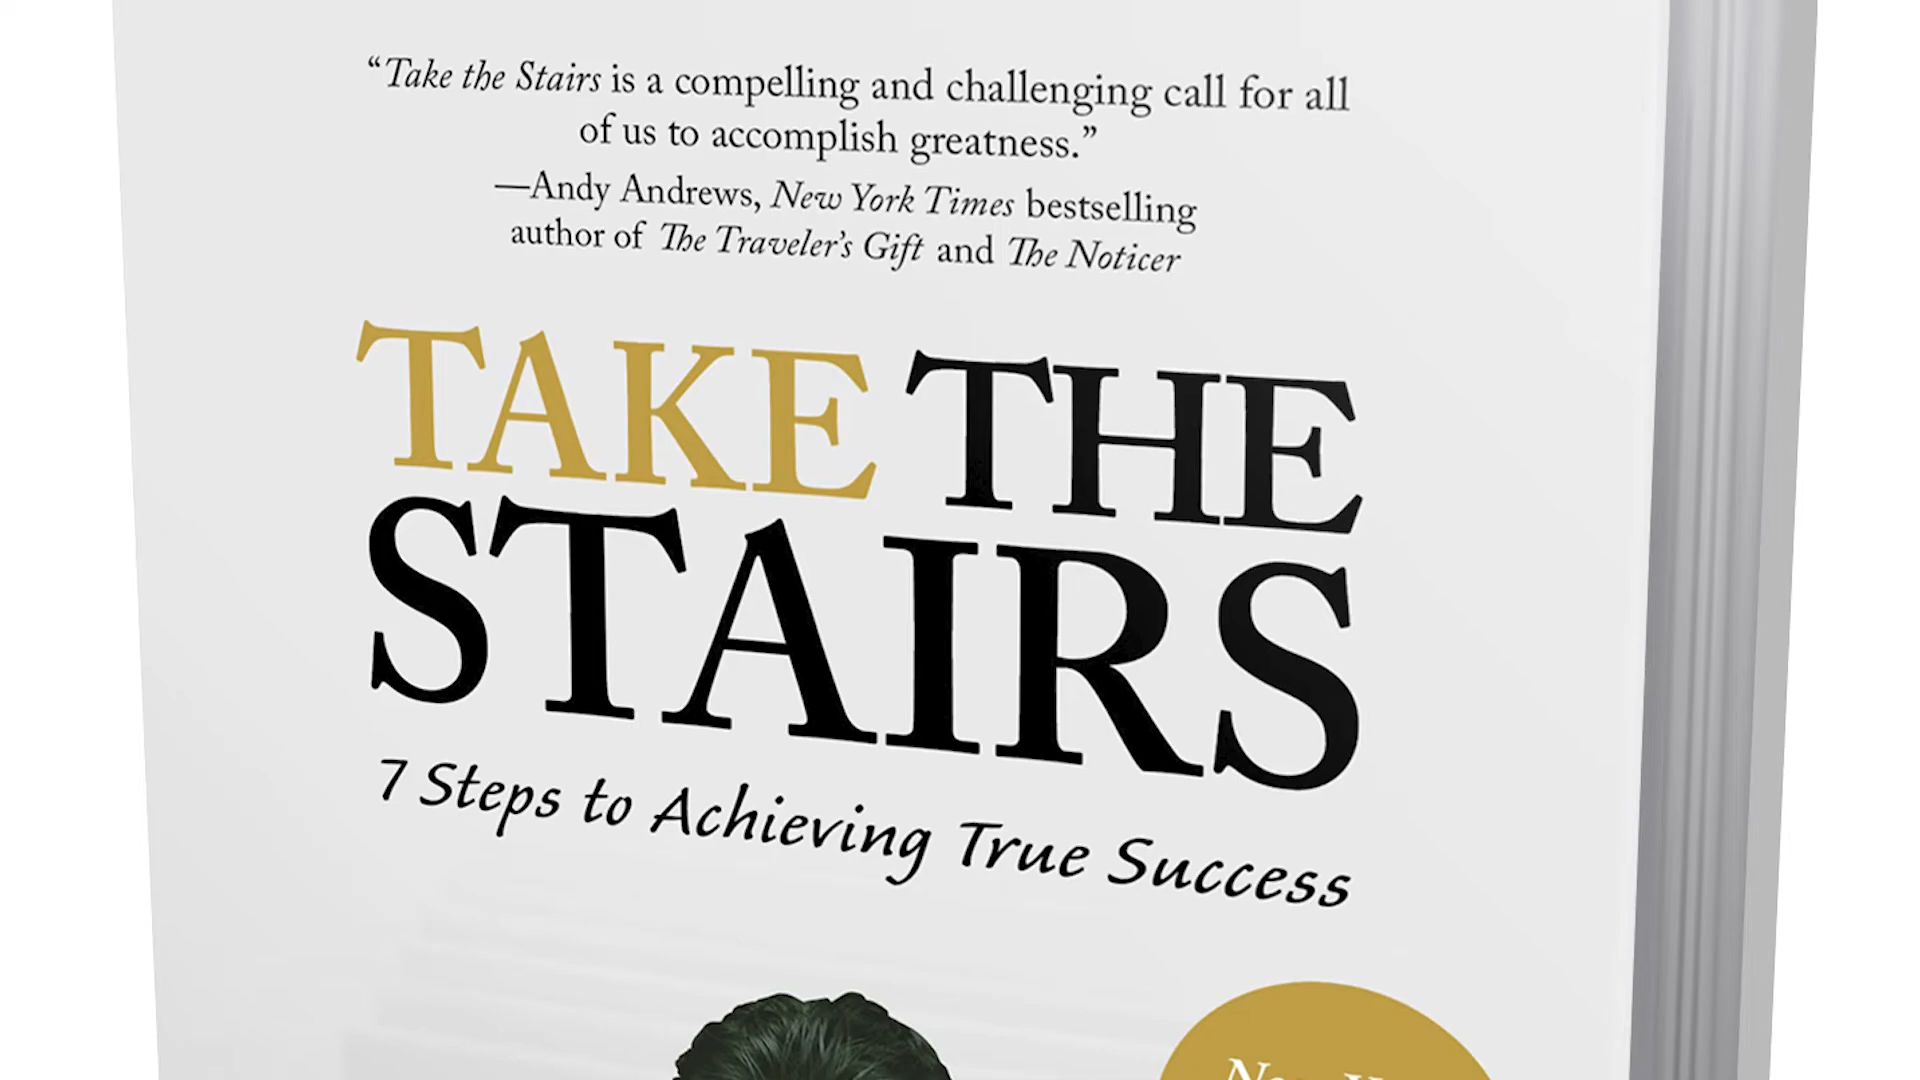 “Take the Stairs is a compelling and challenging call for all
of us to accomplish greatness.”
—Andy Andrews, New York Times bestselling
author of The Traveler’s Gift and The Noticer
TAKE THE
STAIRS
7 Steps to Achieving True Success